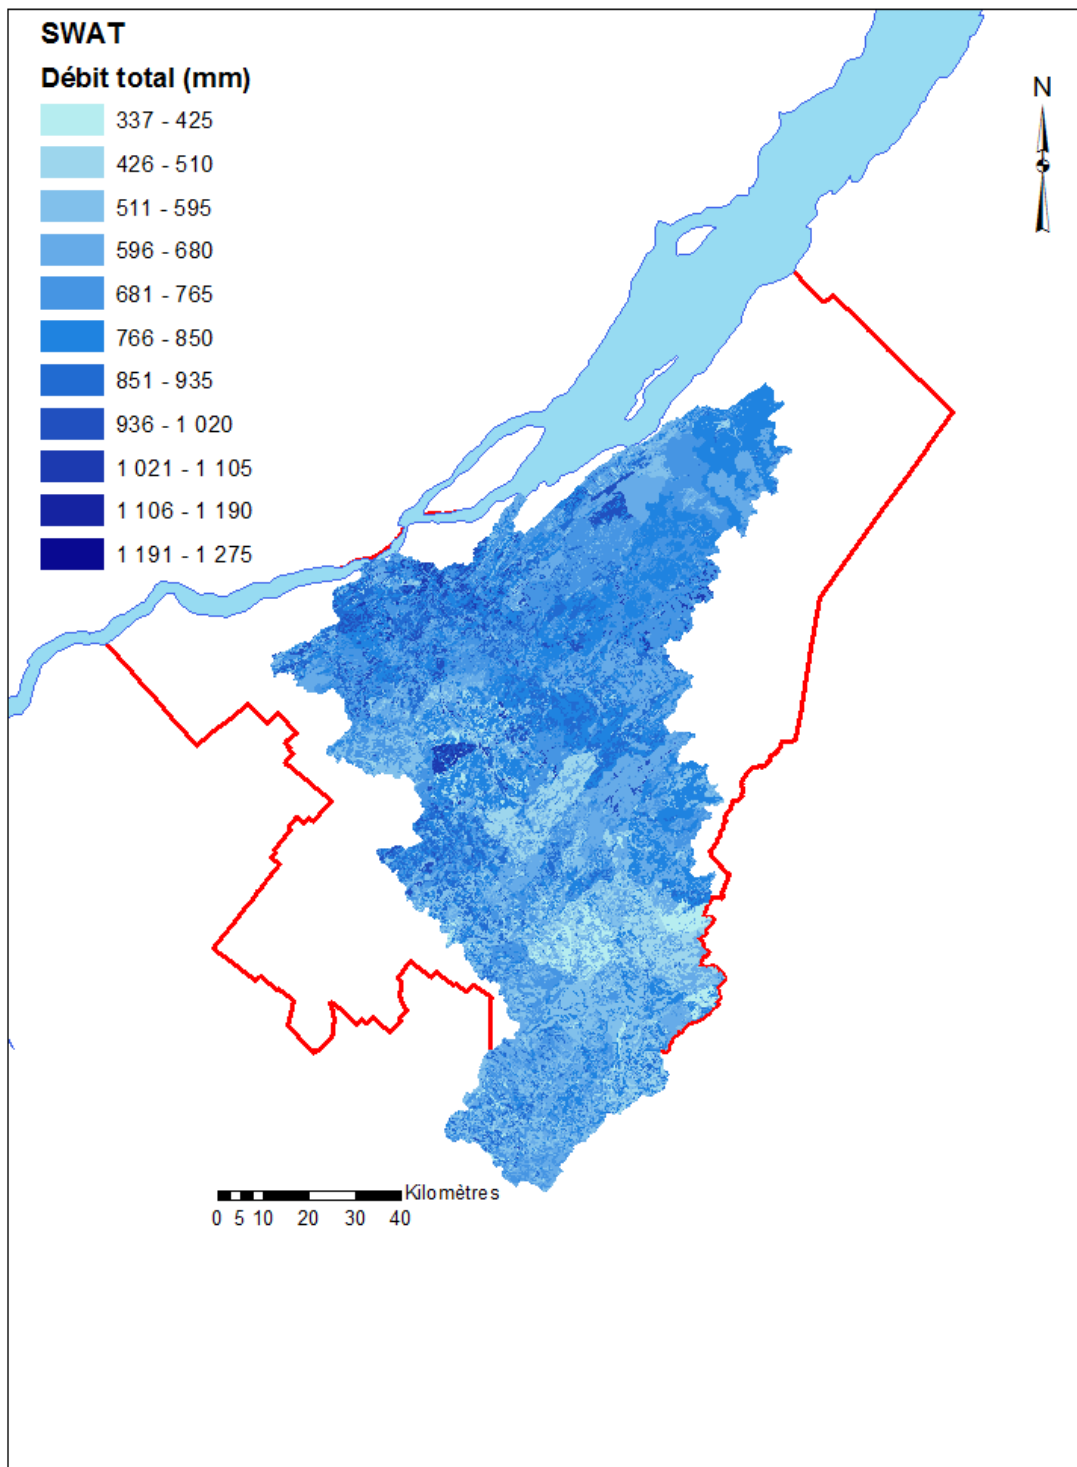 SWAT
Débit total (mm)
337 - 425
426 - 510
511 - 595
596 - 680
681 - 765
766 - 850
851 - 935
936 - 1 020
1 021 - 1 105
1 106 - 1 190
1 191 - 1 275
N
Kilomètres
0 5 10 20 30 40